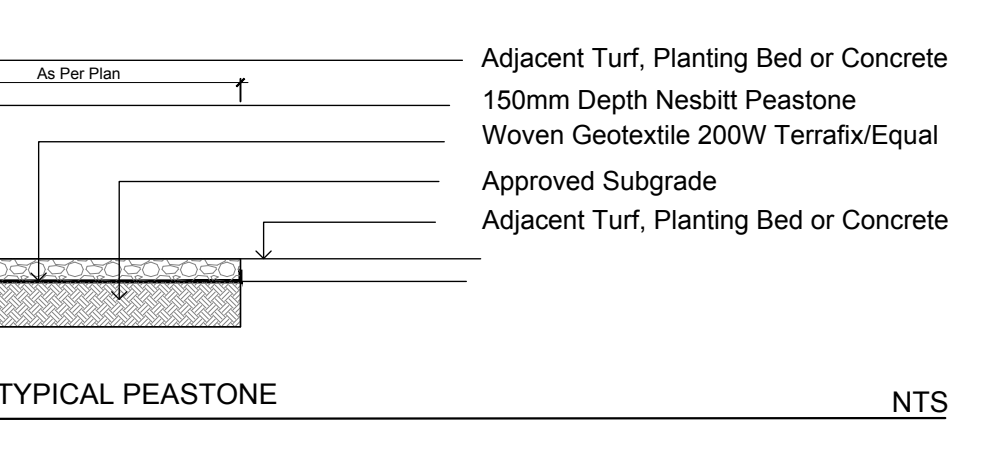 Adjacent Turf, Planting Bed or Concrete
As Per Plan
150mm Depth Nesbitt Peastone
Woven Geotextile 200W Terrafix/Equal
Approved Subgrade
Adjacent Turf, Planting Bed or Concrete
TYPICAL PEASTONE
NTS